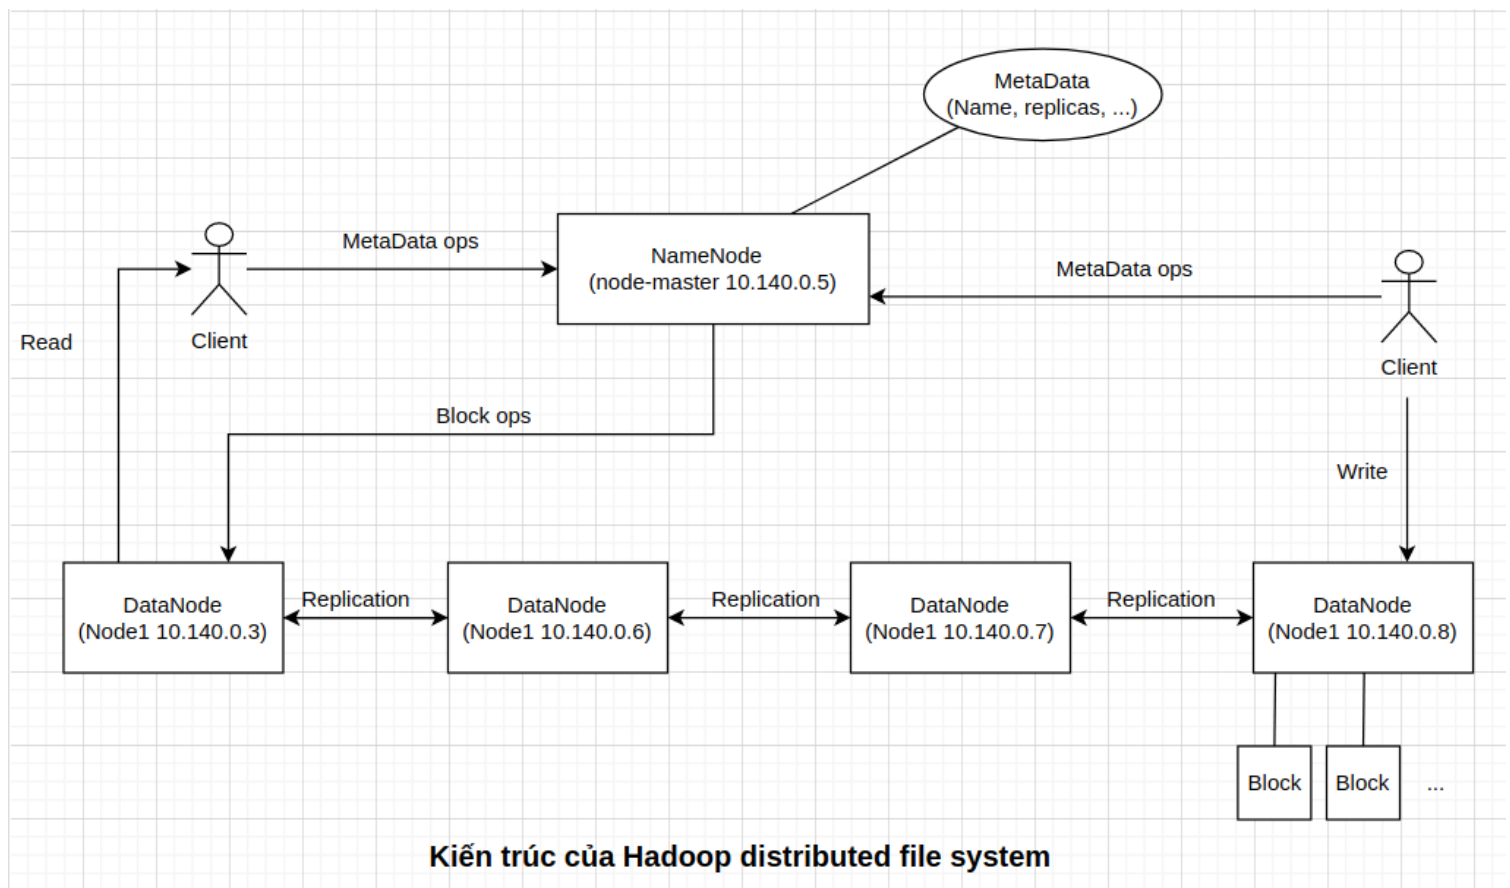 MetaData
(Name, replicas, ...)
MetaData ops
NameNode
(node-master 10.140.0.5)
MetaData ops
Read
Client
Client
Block ops
Write
DataNode
(Node1 10.140.0.3)
Replication
DataNode
(Node1 10.140.0.6)
Replication
DataNode
(Node1 10.140.0.7)
Replication
DataNode
(Node1 10.140.0.8)
Block
Block
...
Kiến trúc của Hadoop distributed file system